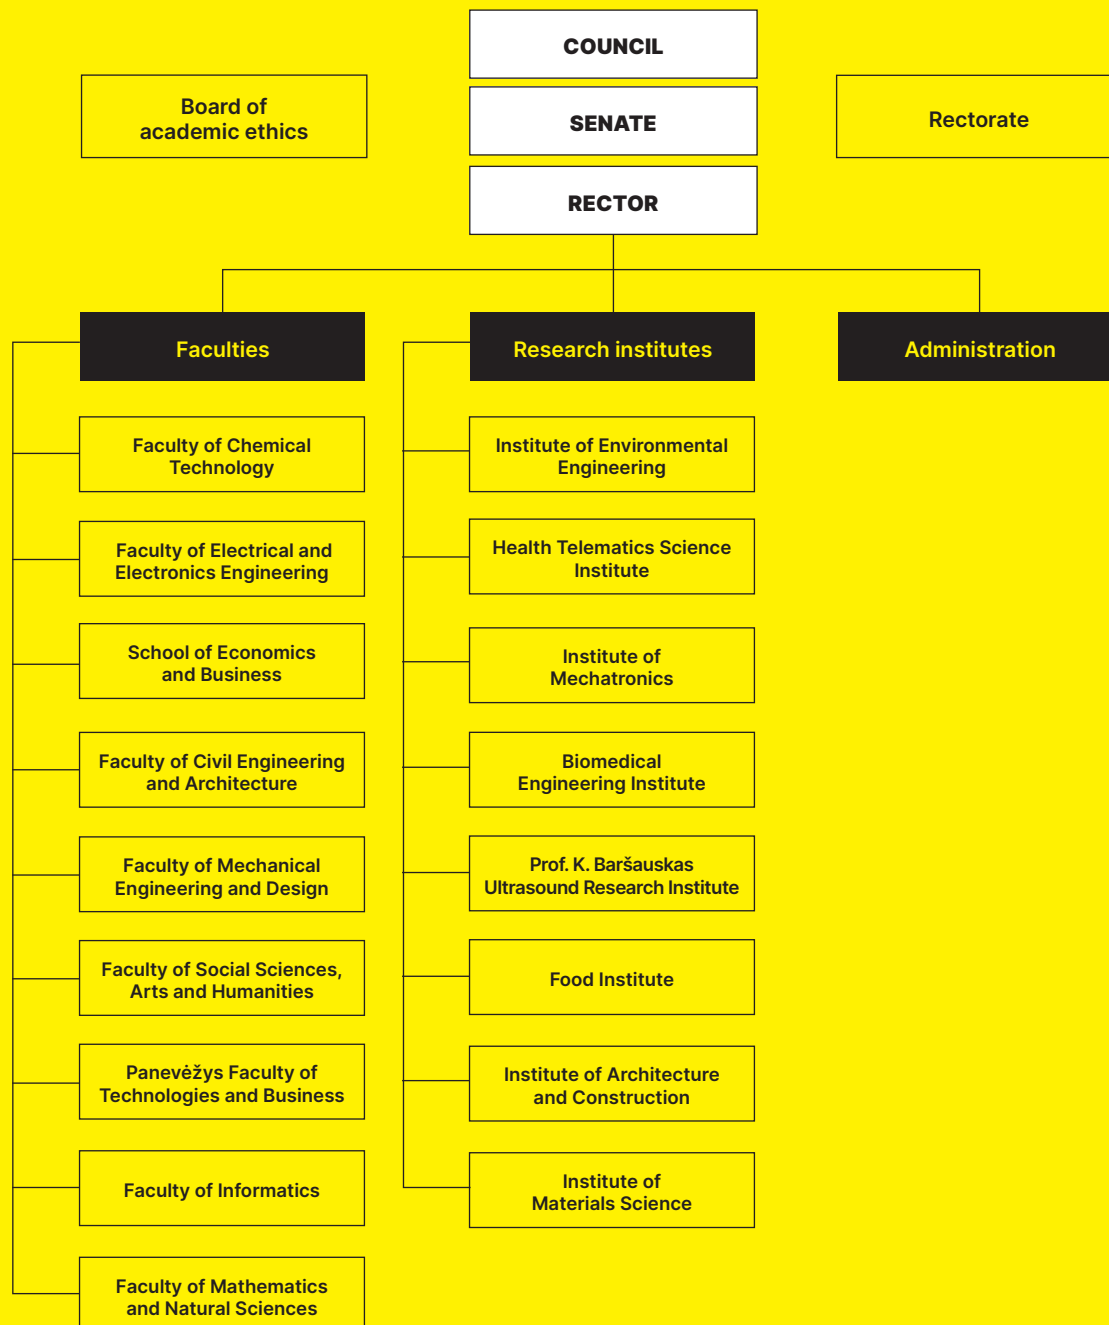 COUNCIL
Board of
academic ethics
SENATE
Rectorate
RECTOR
Faculties
Research institutes
Administration
Faculty of Chemical
Technology
Faculty of Electrical and
Electronics Engineering
School of Economics
and Business
Faculty of Civil Engineering
and Architecture
Faculty of Mechanical
Engineering and Design
Faculty of Social Sciences,
Arts and Humanities
Panevėžys Faculty of
Technologies and Business
Faculty of Informatics
Faculty of Mathematics
and Natural Sciences
Institute of Environmental
Engineering
Health Telematics Science
Institute
Institute of
Mechatronics
Biomedical
Engineering Institute
Prof. K. Baršauskas
Ultrasound Research Institute
Food Institute
Institute of Architecture
and Construction
Institute of
Materials Science